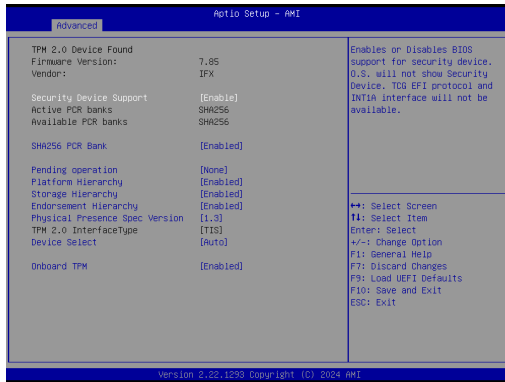 Aptio Setup – AMI
Advanced
TPM 2.0 Device Found
Firmware Version: 7.85
Vendor: IFX
Security Device Support [Enable]
Active PCR banks SHA256
Available PCR banks SHA256
SHA256 PCR Bank [Enabled]
Pending operation [None]
Platform Hierarchy [Enabled]
Storage Hierarchy [Enabled]
Endorsement Hierarchy [Enabled]
Physical Presence Spec Version [1.3]
TPM 2.0 InterfaceType [TIS]
Device Select [Auto]
Onboard TPM [Enabled]
Enables or Disables BIOS
support for security device.
O.S. will not show Security
Device. TCG EFI protocol and
INT1A interface will not be
available.
↔: Select Screen
↑↓: Select Item
Enter: Select
+/-: Change Option
F1: General Help
F7: Discard Changes
F9: Load UEFI Defaults
F10: Save and Exit
ESC: Exit
Version 2.22.1293 Copyright (C) 2024 AMI